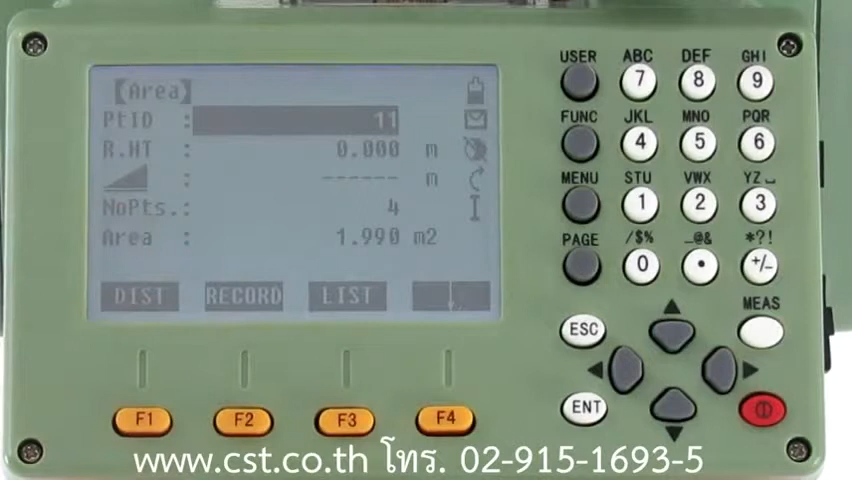 【Area】
PtID : 11
R.HT : 0.000 m
: ------ m
NoPts.: 4
Area : 1.990 m2
DIST RECORD LIST ↓
F1 F2 F3 F4
USER ABC DEF GHI
7 8 9
FUNC JKL MNO PQR
4 5 6
MENU STU VWX YZ␣
1 2 3
PAGE /$% _@& *?!
0 • +/-
MEAS
ESC
ENT
www.cst.co.th โทร. 02-915-1693-5